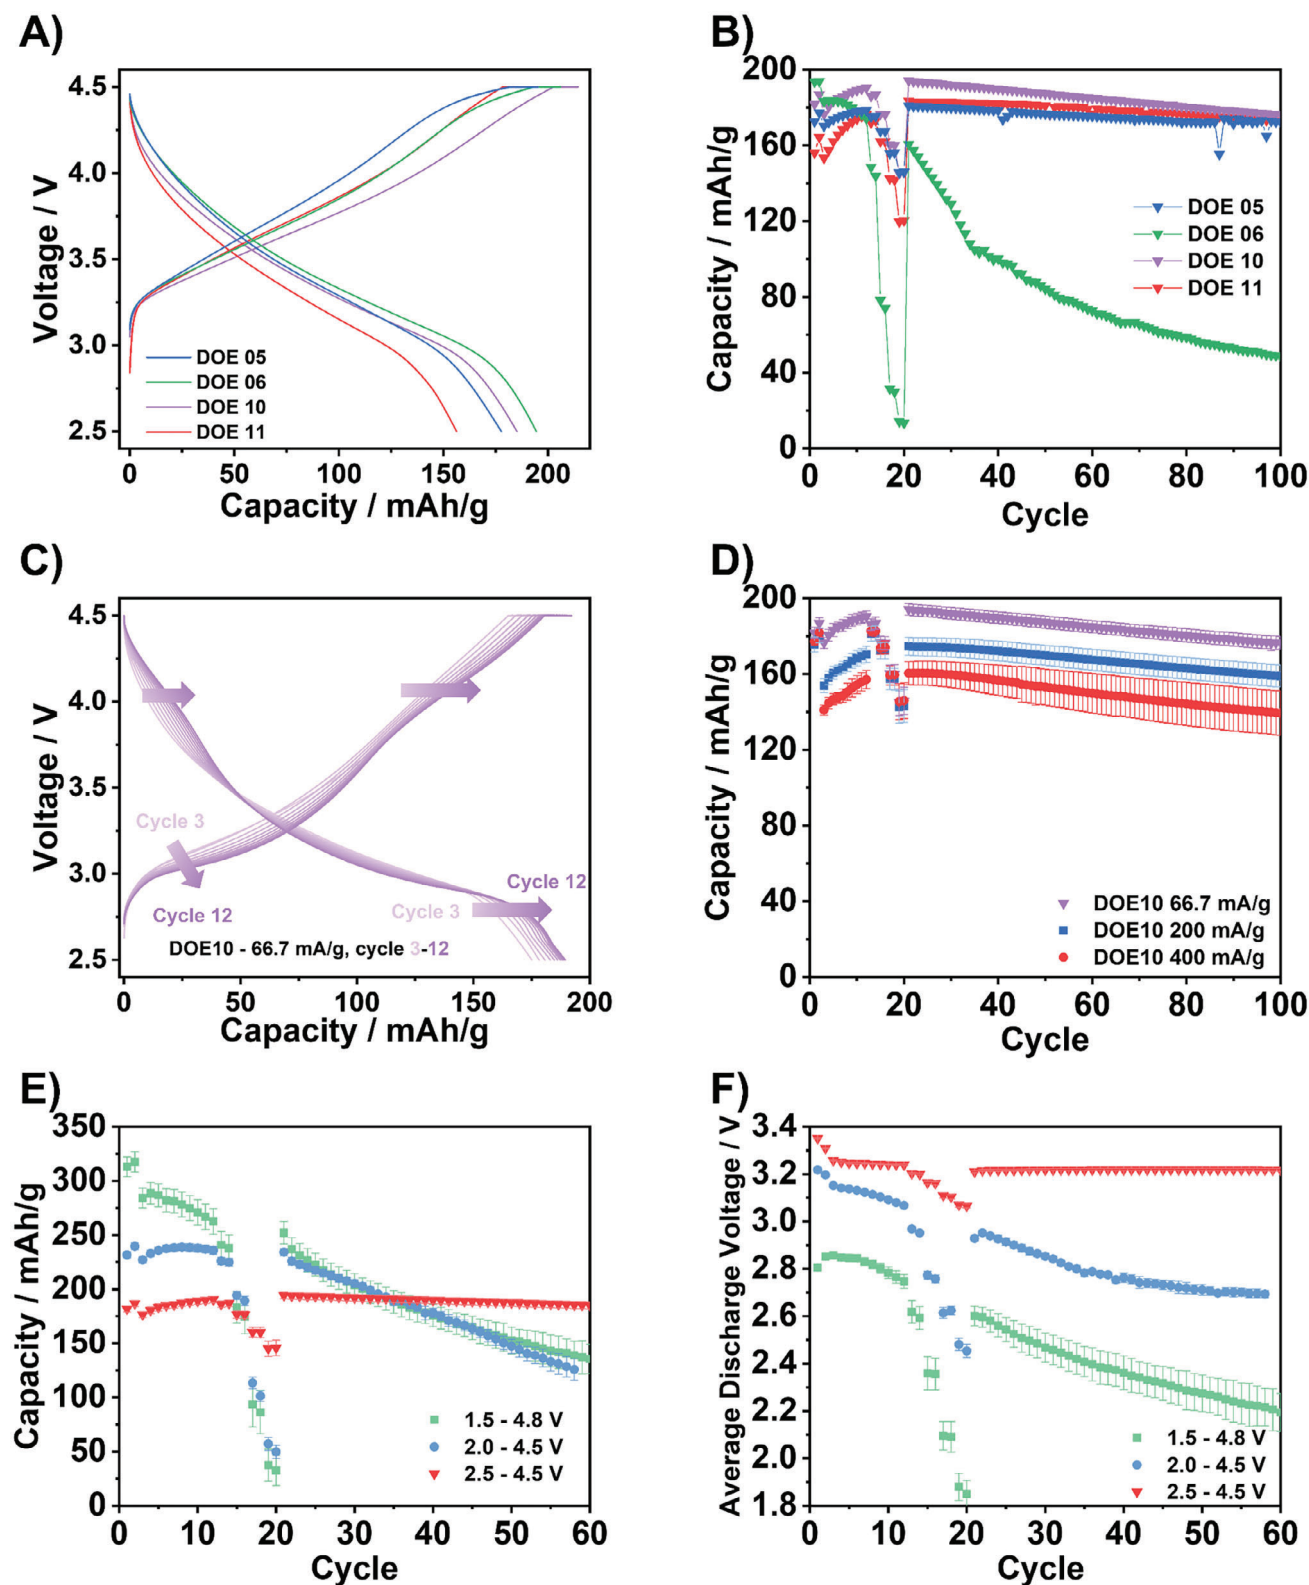 A)
4.5
4.0
3.5
3.0
2.5
Voltage / V
DOE 05
DOE 06
DOE 10
DOE 11
0 50 100 150 200
Capacity / mAh/g
B)
200
160
120
80
40
0
Capacity / mAh/g
DOE 05
DOE 06
DOE 10
DOE 11
0 20 40 60 80 100
Cycle
C)
4.5
4.0
3.5
3.0
2.5
Voltage / V
Cycle 3
Cycle 12
Cycle 3
Cycle 12
DOE10 - 66.7 mA/g, cycle 3-12
0 50 100 150 200
Capacity / mAh/g
D)
200
160
120
80
40
0
Capacity / mAh/g
DOE10 66.7 mA/g
DOE10 200 mA/g
DOE10 400 mA/g
0 20 40 60 80 100
Cycle
E)
350
300
250
200
150
100
50
0
Capacity / mAh/g
1.5 - 4.8 V
2.0 - 4.5 V
2.5 - 4.5 V
0 10 20 30 40 50 60
Cycle
F)
3.4
3.2
3.0
2.8
2.6
2.4
2.2
2.0
1.8
Average Discharge Voltage / V
1.5 - 4.8 V
2.0 - 4.5 V
2.5 - 4.5 V
0 10 20 30 40 50 60
Cycle